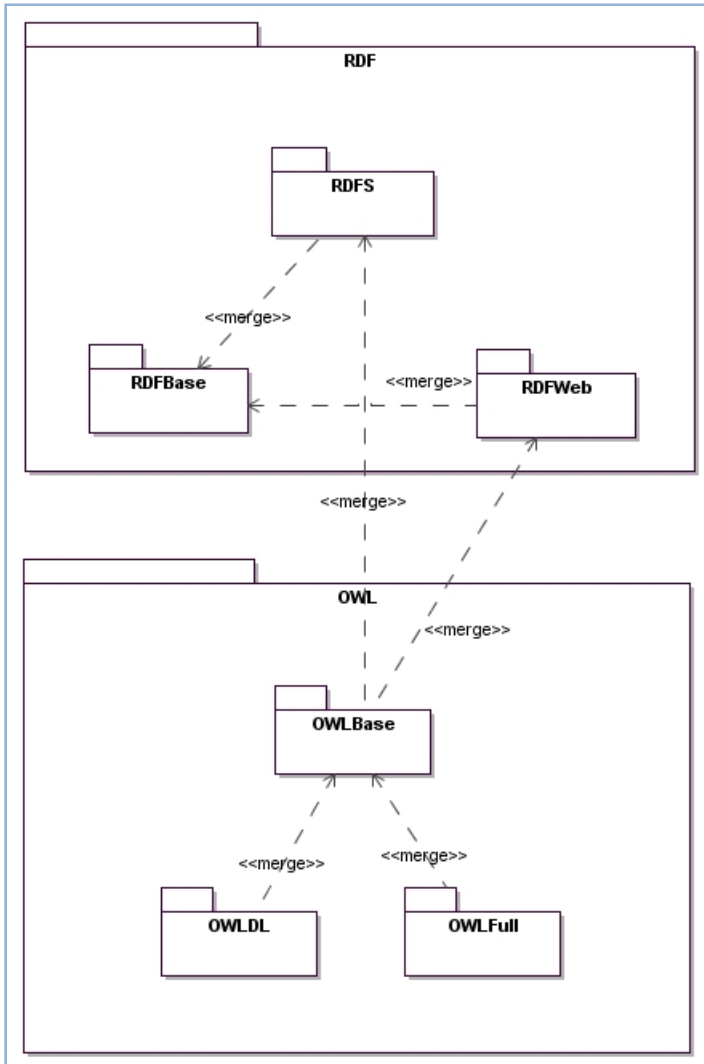 RDF
RDFS
<<merge>>
RDFBase
<<merge>>
RDFWeb
<<merge>>
OWL
<<merge>>
OWLBase
<<merge>>
<<merge>>
OWLDL
OWLFull